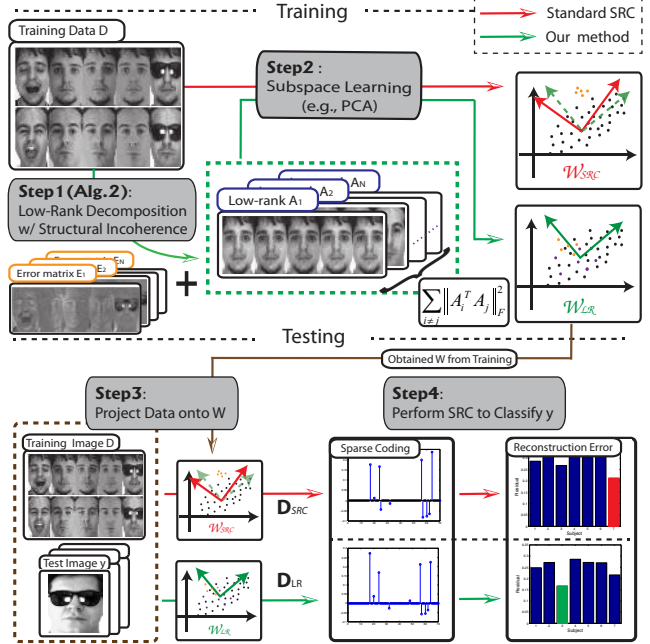 Training
Standard SRC
Our method
Training Data D
Step2 :
Subspace Learning
(e.g., PCA)
W_SRC
Step1(Alg.2):
Low-Rank Decomposition
w/ Structural Incoherence
A_N
A_2
Low-rank A_1
E_N
E_2
Error matrix E_1
+
∑_{i≠j} ‖A_i^T A_j‖_F^2
W_LR
Testing
Obtained W from Training
Step3:
Project Data onto W
Step4:
Perform SRC to Classify y
Training Image D
Test Image y
W_SRC
D_SRC
Sparse Coding
Reconstruction Error
Residual
Subject
W_LR
D_LR
Residual
Subject